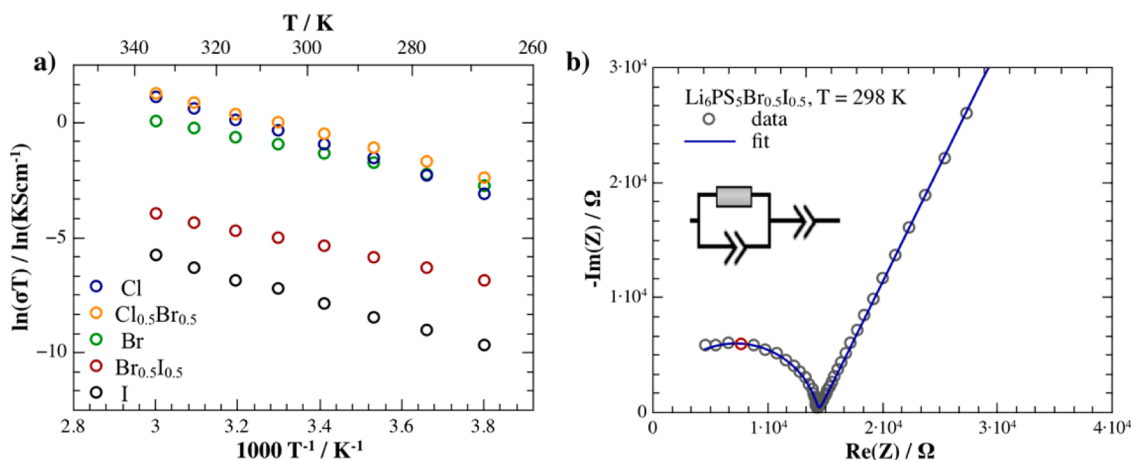 T / K
340 320 300 280 260
a)
0
−5
−10
ln(σT) / ln(KScm⁻¹)
Cl
Cl₀.₅Br₀.₅
Br
Br₀.₅I₀.₅
I
2.8 3 3.2 3.4 3.6 3.8
1000 T⁻¹ / K⁻¹
b)
3·10⁴
2·10⁴
1·10⁴
0
-Im(Z) / Ω
Li₆PS₅Br₀.₅I₀.₅, T = 298 K
data
fit
0 1·10⁴ 2·10⁴ 3·10⁴ 4·10⁴
Re(Z) / Ω